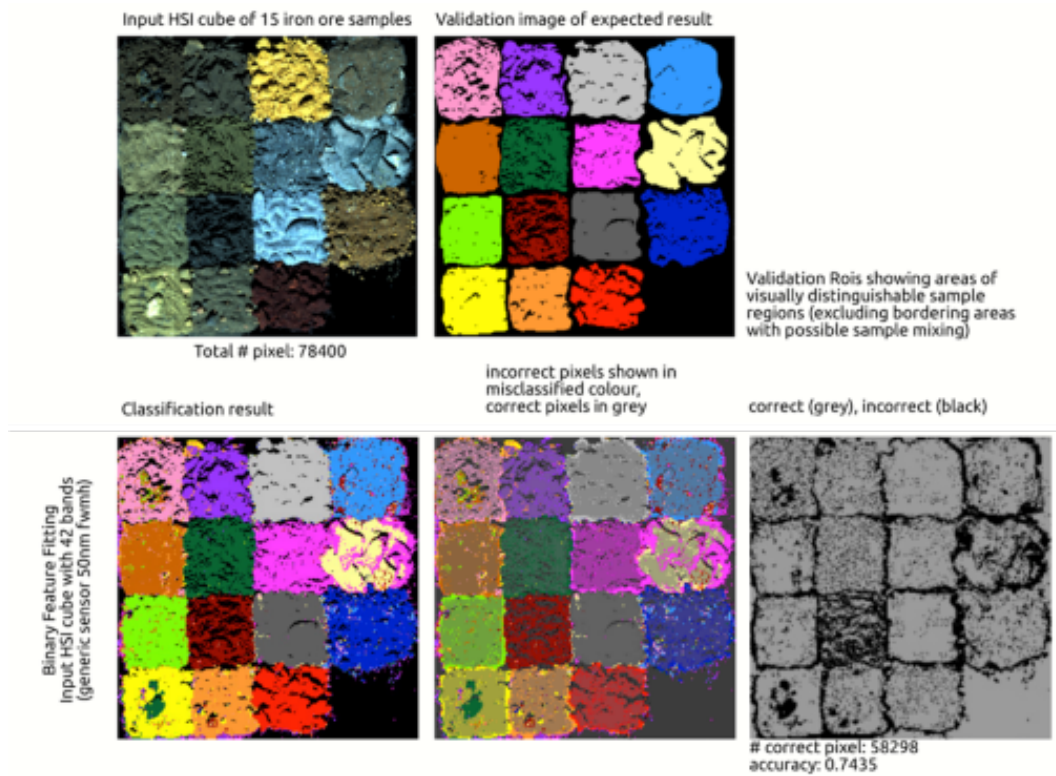 Input HSI cube of 15 iron ore samples
Validation image of expected result
Validation Rois showing areas of
visually distinguishable sample
regions (excluding bordering areas
with possible sample mixing)
Total # pixel: 78400
incorrect pixels shown in
misclassified colour,
correct pixels in grey
Classification result
correct (grey), incorrect (black)
Binary Feature Fitting
Input HSI cube with 42 bands
(generic sensor 50nm fwmh)
# correct pixel: 58298
accuracy: 0.7435